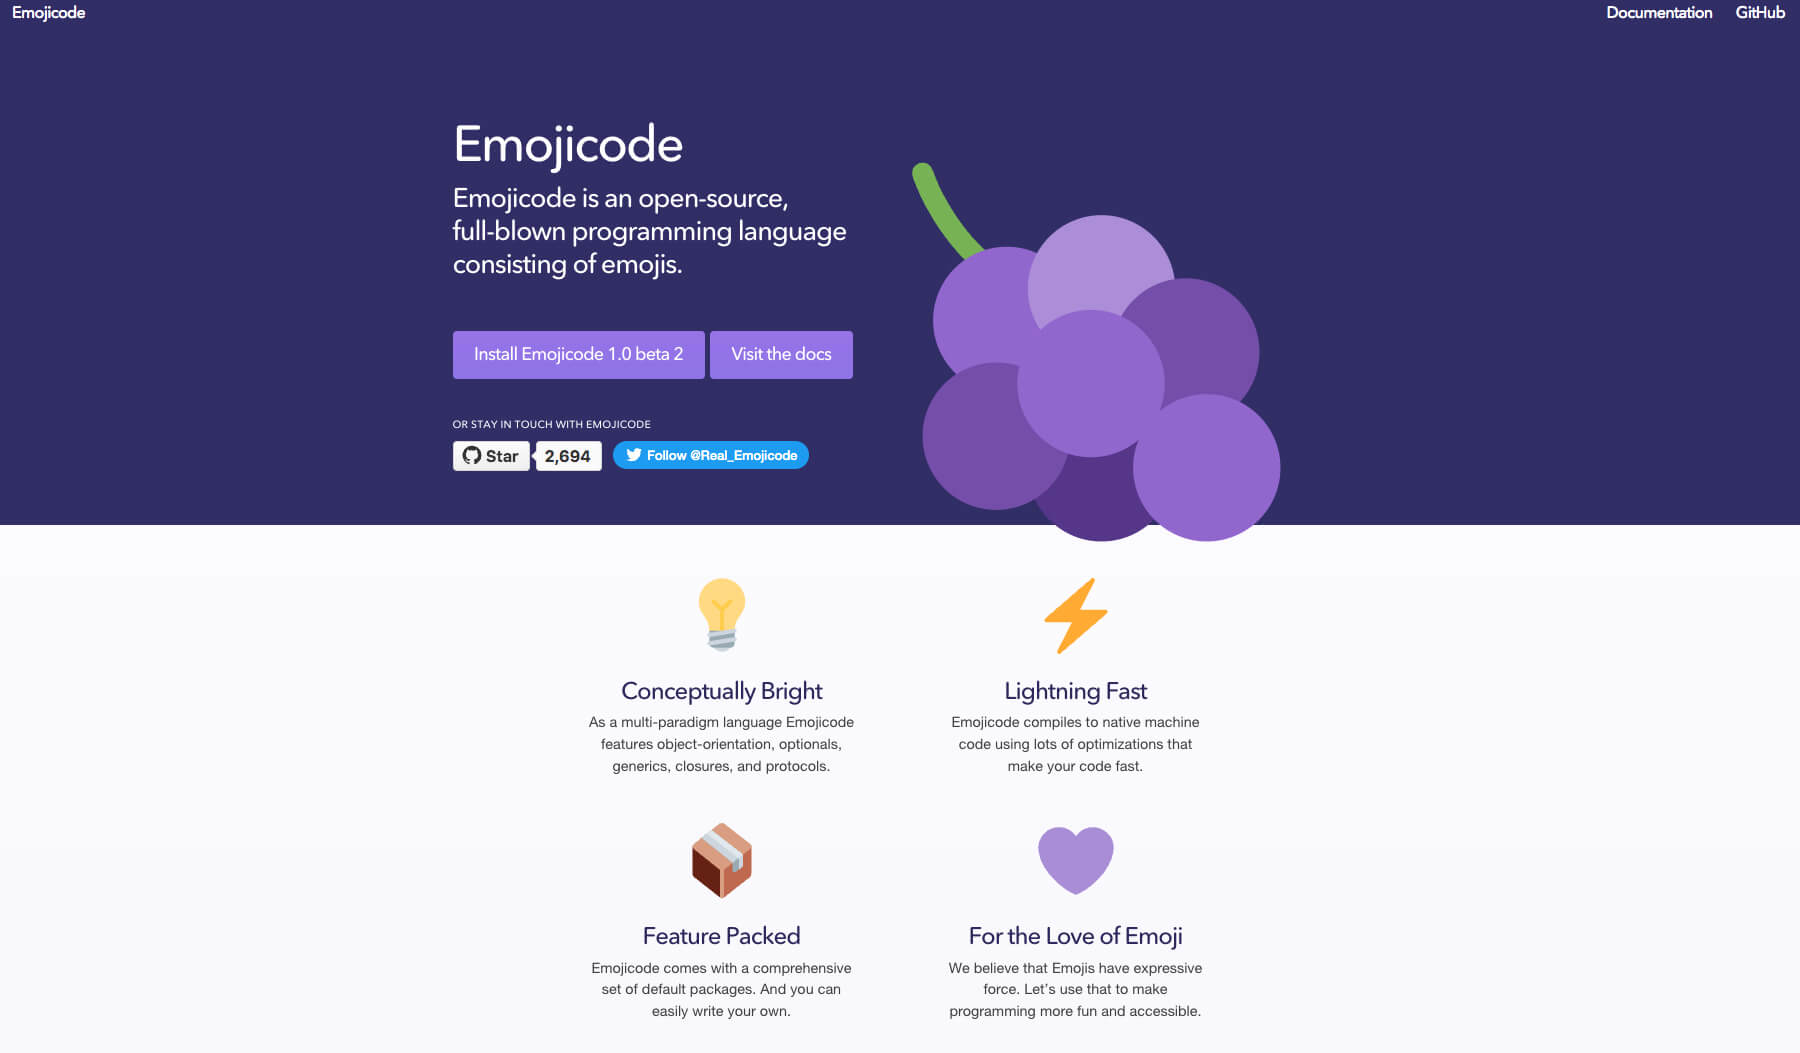 Emojicode
Documentation
GitHub
Emojicode
Emojicode is an open-source,
full-blown programming language
consisting of emojis.
Install Emojicode 1.0 beta 2
Visit the docs
OR STAY IN TOUCH WITH EMOJICODE
Star
2,694
Follow @Real_Emojicode
Conceptually Bright
As a multi-paradigm language Emojicode
features object-orientation, optionals,
generics, closures, and protocols.
Lightning Fast
Emojicode compiles to native machine
code using lots of optimizations that
make your code fast.
Feature Packed
Emojicode comes with a comprehensive
set of default packages. And you can
easily write your own.
For the Love of Emoji
We believe that Emojis have expressive
force. Let's use that to make
programming more fun and accessible.